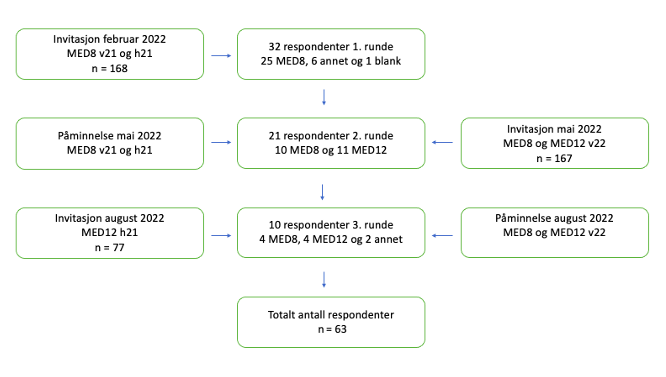 Invitasjon februar 2022
MED8 v21 og h21
n = 168
32 respondenter 1. runde
25 MED8, 6 annet og 1 blank
Påminnelse mai 2022
MED8 v21 og h21
21 respondenter 2. runde
10 MED8 og 11 MED12
Invitasjon mai 2022
MED8 og MED12 v22
n = 167
Invitasjon august 2022
MED12 h21
n = 77
10 respondenter 3. runde
4 MED8, 4 MED12 og 2 annet
Påminnelse august 2022
MED8 og MED12 v22
Totalt antall respondenter
n = 63